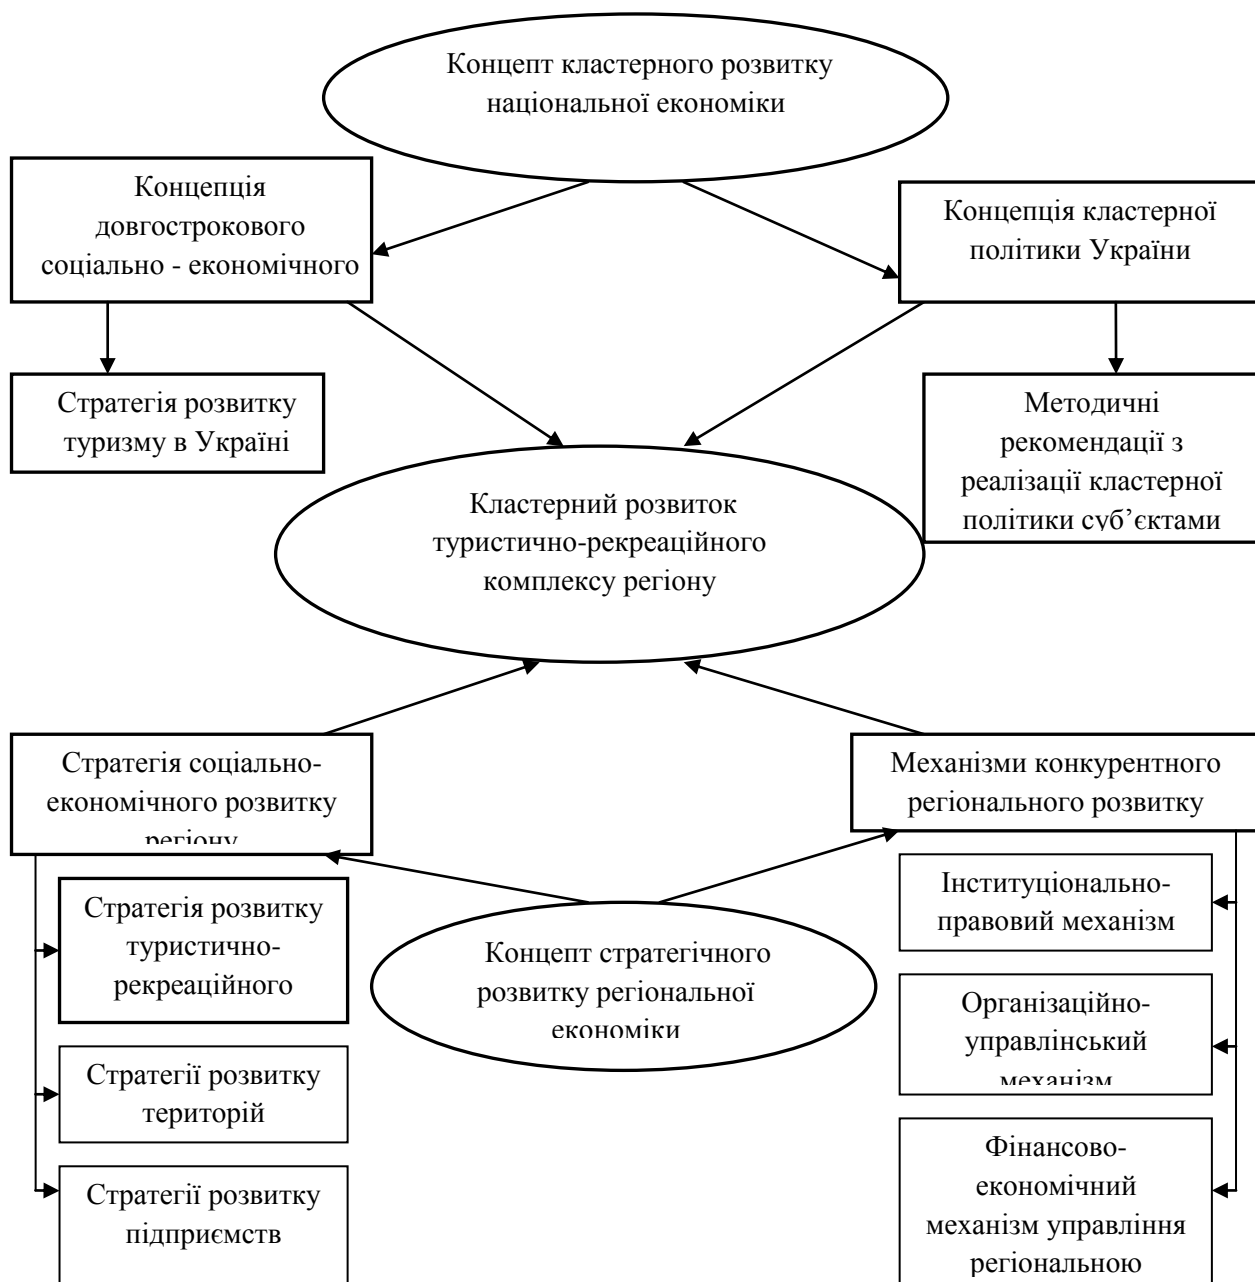 Концепт кластерного розвитку
національної економіки
Концепція
довгострокового
соціально - економічного
Концепція кластерної
політики України
Стратегія розвитку
туризму в Україні
Методичні
рекомендації з
реалізації кластерної
політики суб’єктами
Кластерний розвиток
туристично-рекреаційного
комплексу регіону
Стратегія соціально-
економічного розвитку
регіону
Механізми конкурентного
регіонального розвитку
Стратегія розвитку
туристично-
рекреаційного
Стратегії розвитку
територій
Стратегії розвитку
підприємств
Концепт стратегічного
розвитку регіональної
економіки
Інституціонально-
правовий механізм
Організаційно-
управлінський
механізм
Фінансово-
економічний
механізм управління
регіональною